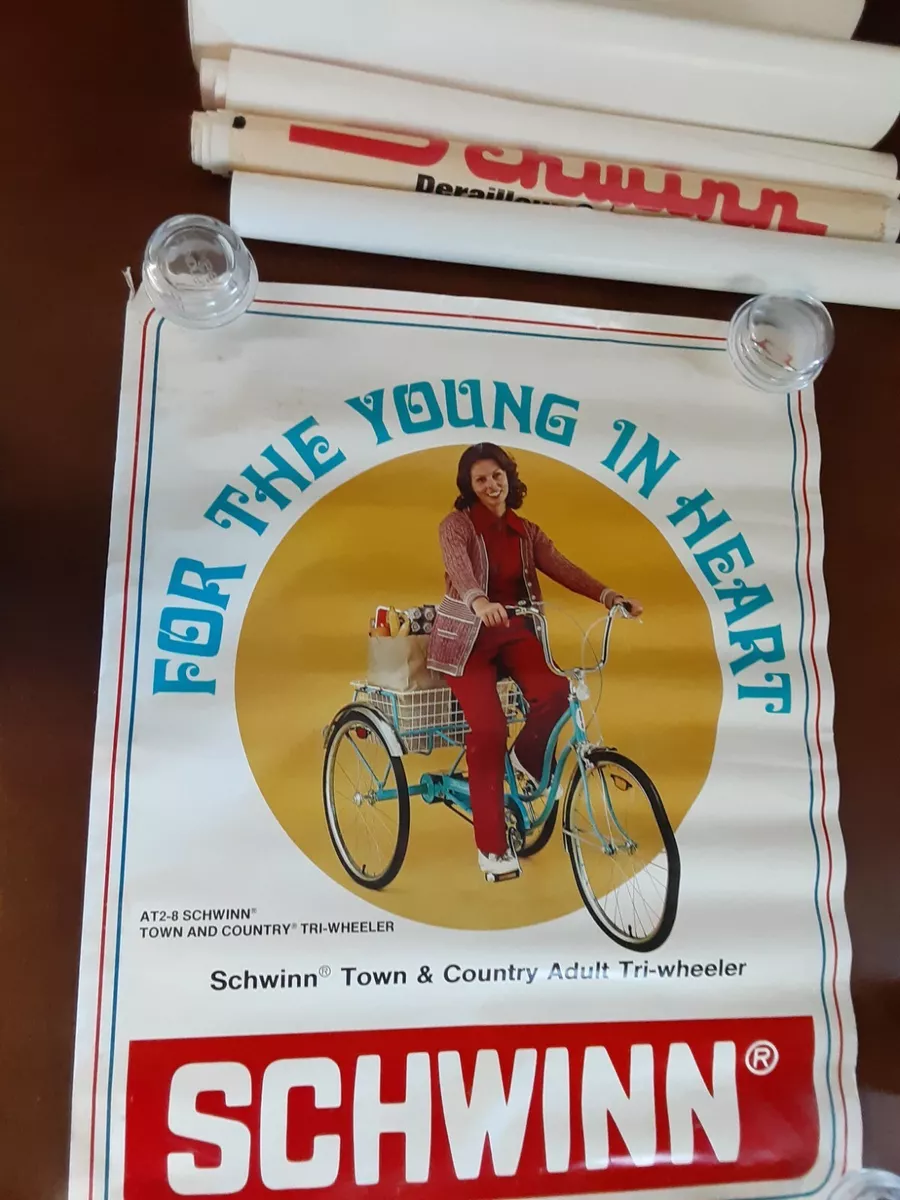 Schwinn
FOR THE YOUNG IN HEART
AT2-8 SCHWINN®
TOWN AND COUNTRY® TRI-WHEELER
Schwinn® Town & Country Adult Tri-wheeler
SCHWINN®